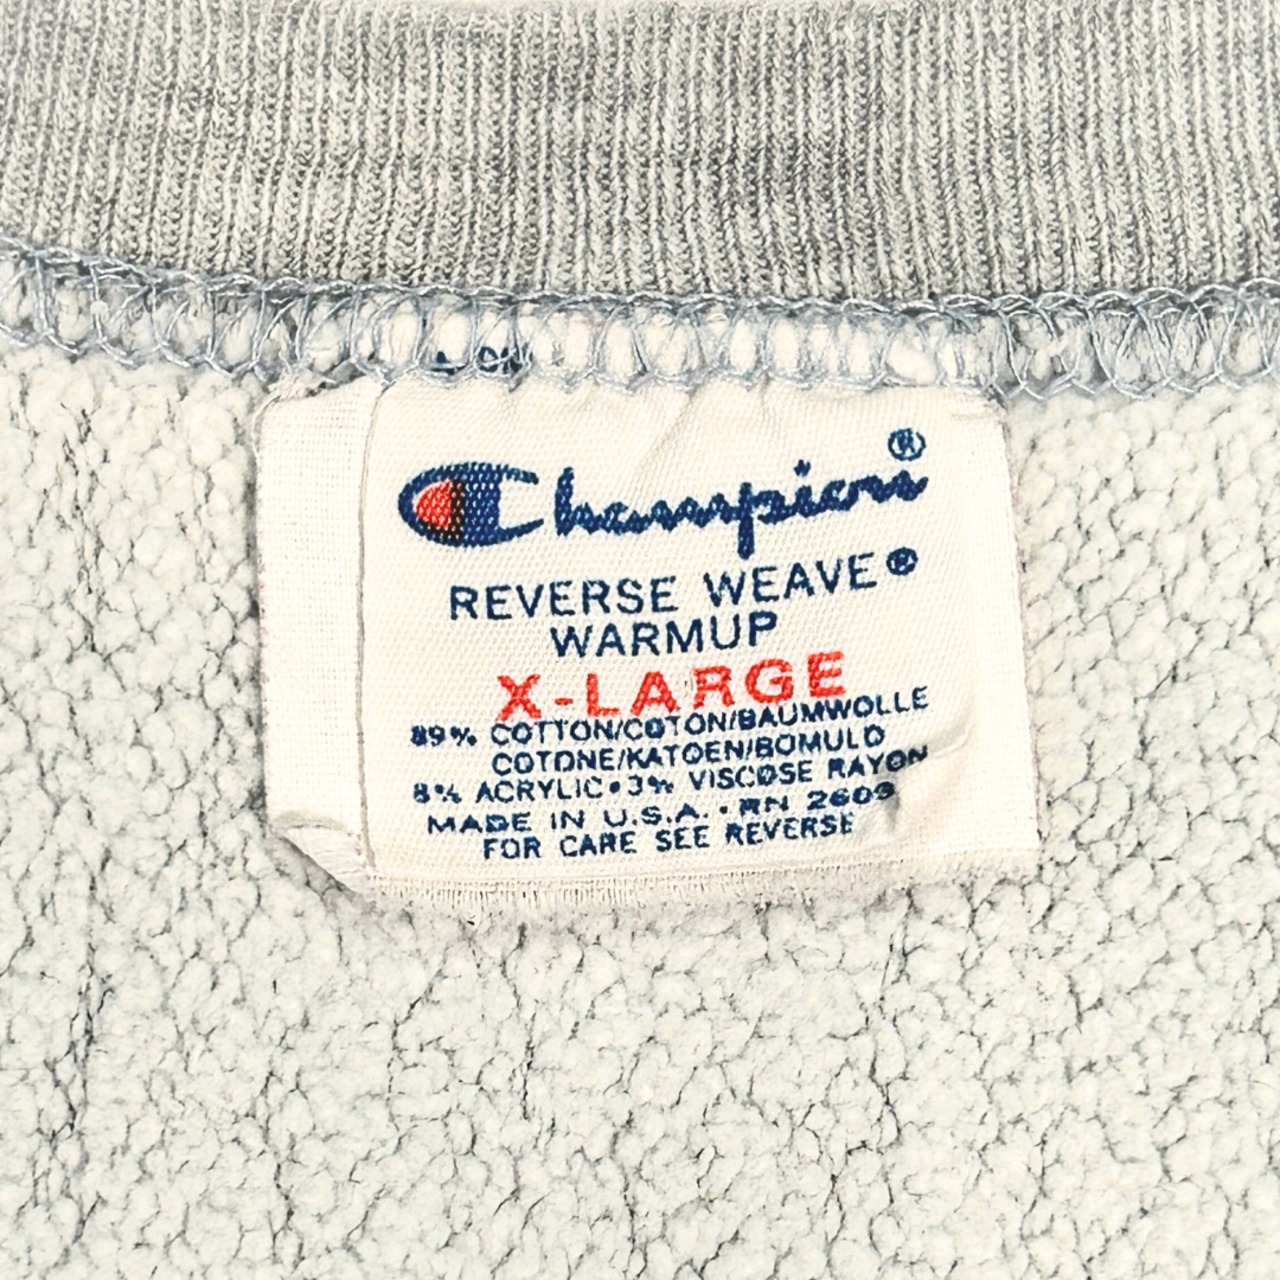 Champion®
REVERSE WEAVE®
WARMUP
X-LARGE
89% COTTON/COTON/BAUMWOLLE
COTONE/KATOEN/BOMULD
8% ACRYLIC•3% VISCOSE RAYON
MADE IN U.S.A. • RN 26094
FOR CARE SEE REVERSE